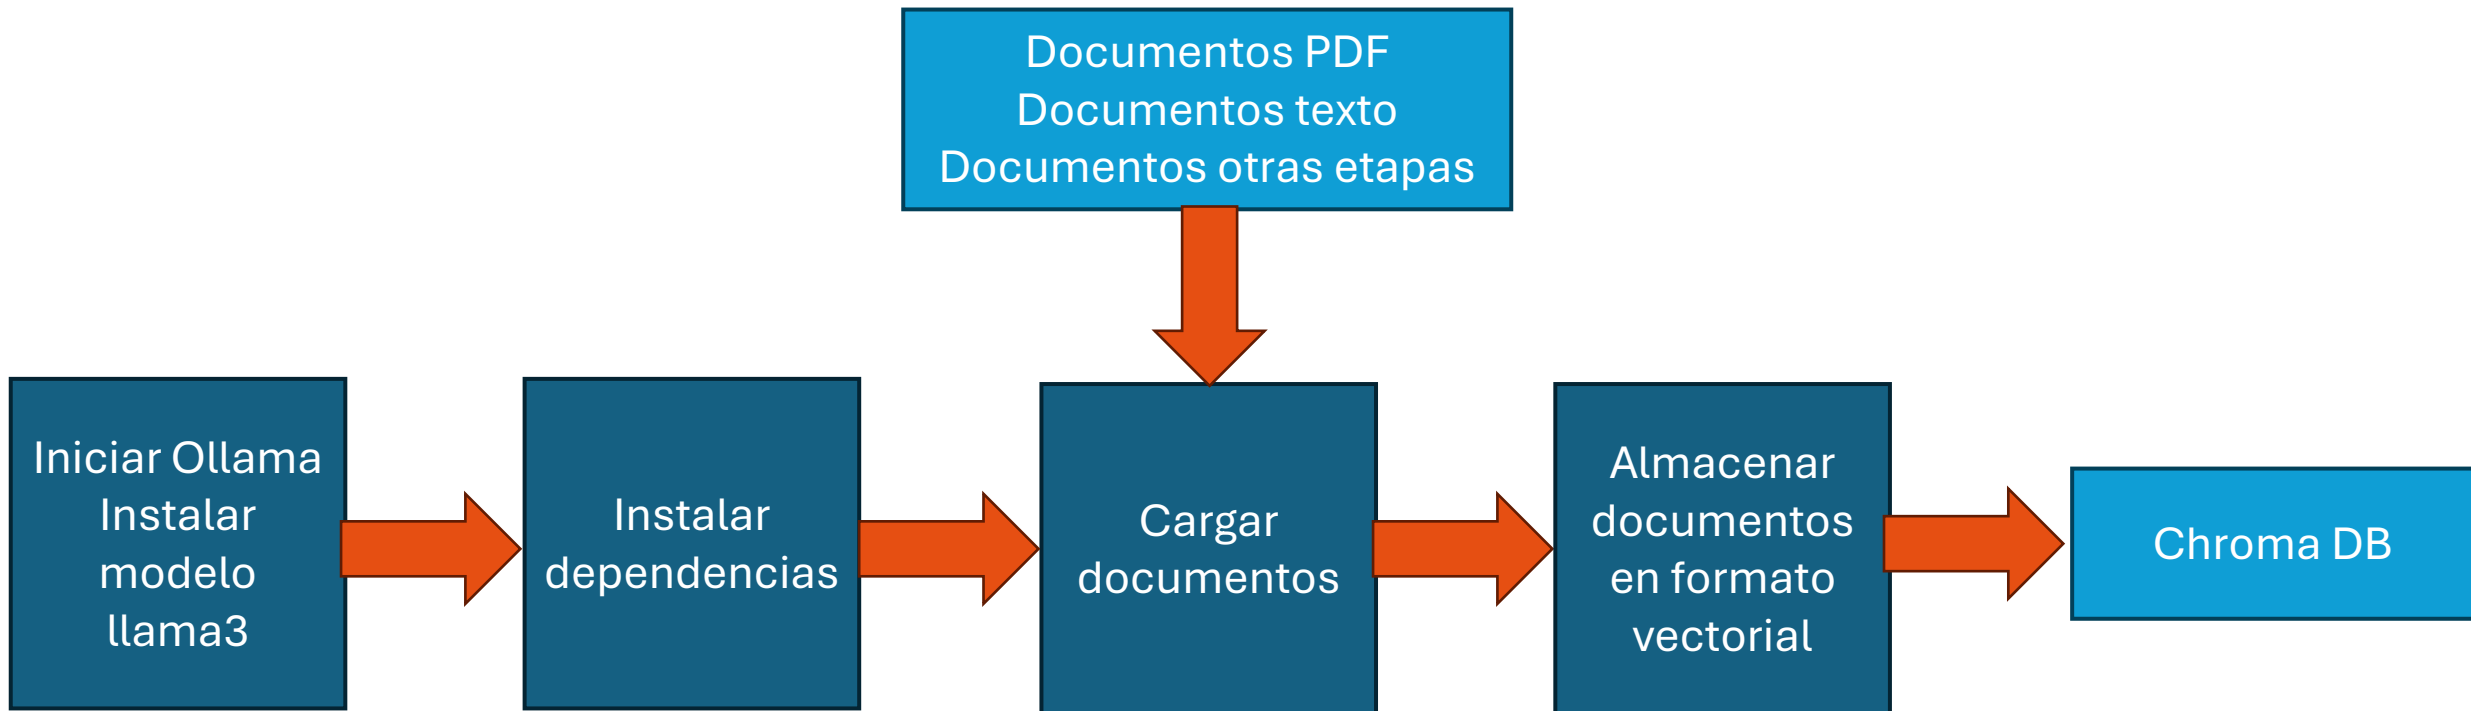 Documentos PDF
Documentos texto
Documentos otras etapas
Iniciar Ollama
Instalar
modelo
llama3
Instalar
dependencias
Cargar
documentos
Almacenar
documentos
en formato
vectorial
Chroma DB